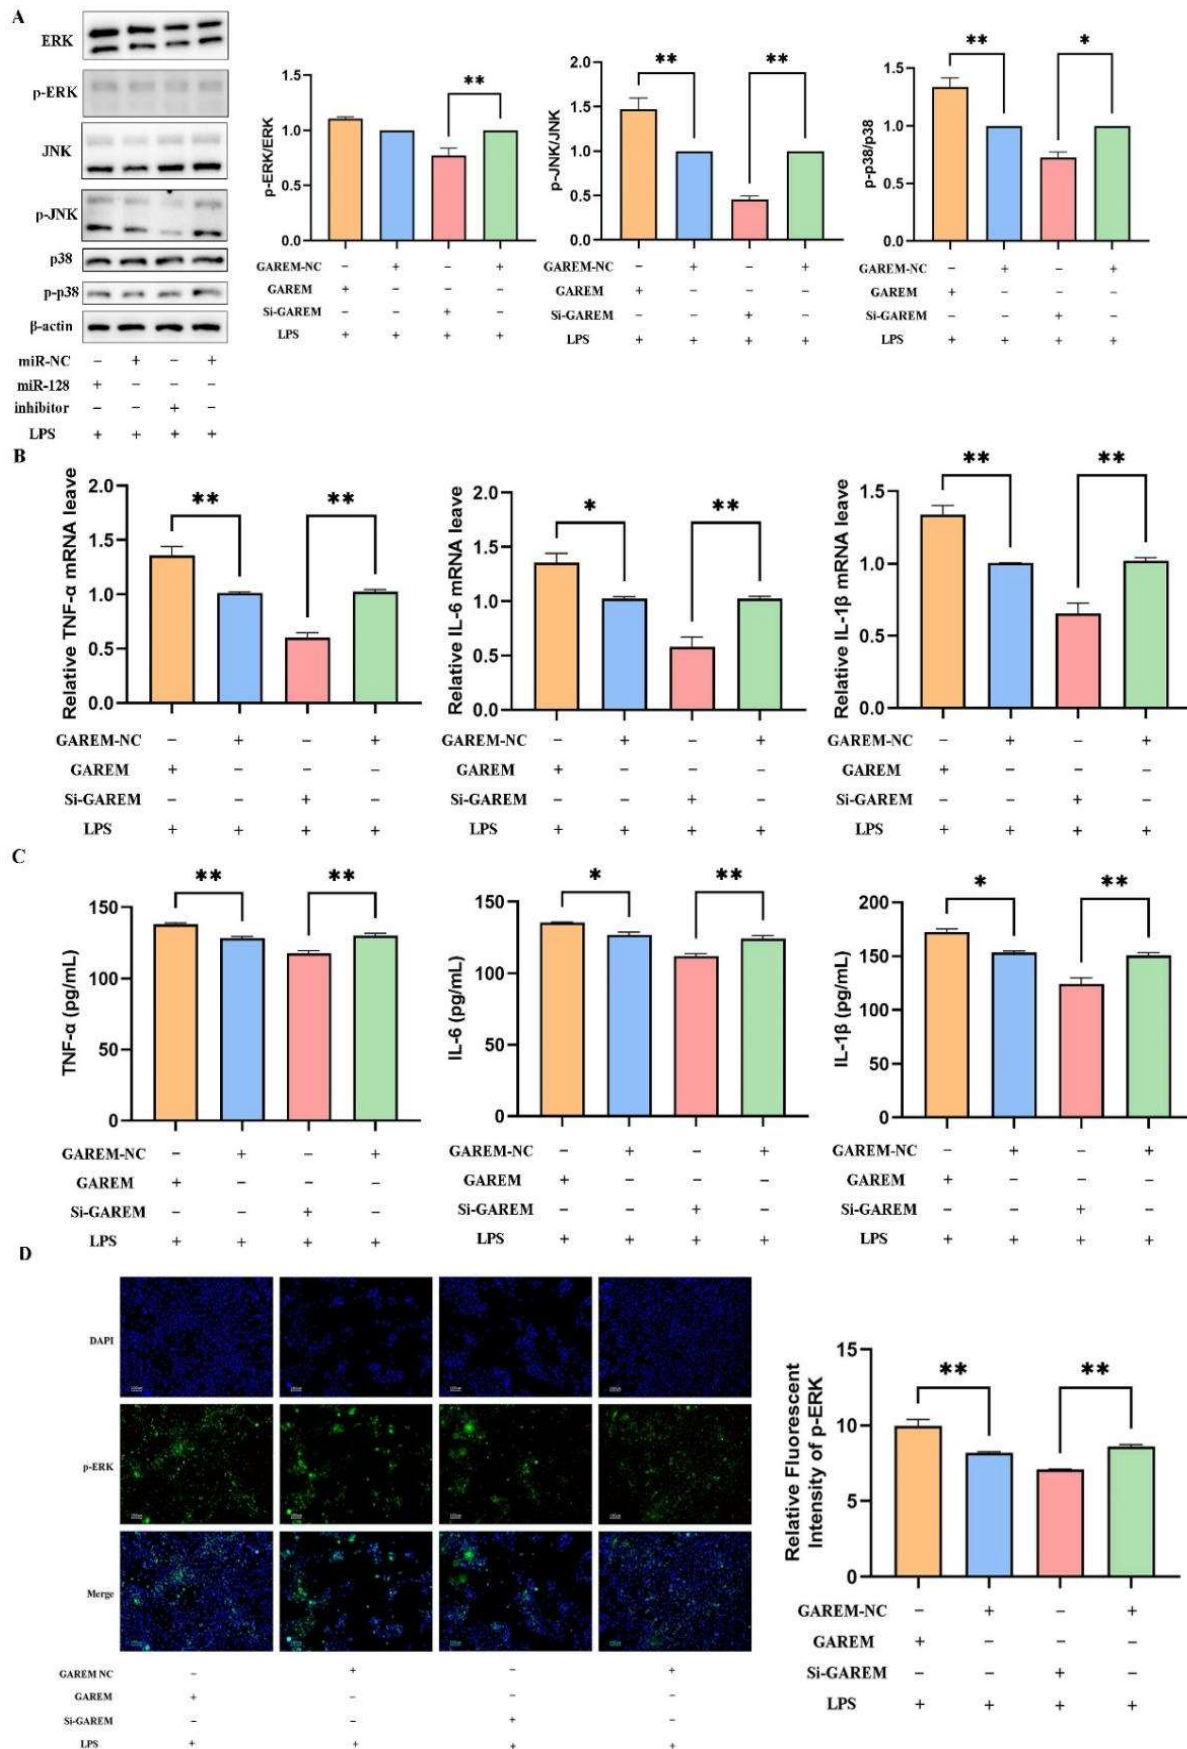 A
ERK
p-ERK
JNK
p-JNK
p38
p-p38
β-actin
miR-NC – + – +
miR-128 + – – –
inhibitor – – + –
LPS + + + +
p-ERK/ERK
1.5
1.0
0.5
0.0
**
GAREM-NC – + – +
GAREM + – – –
Si-GAREM – – + –
LPS + + + +
p-JNK/JNK
2.0
1.5
1.0
0.5
0.0
** **
GAREM-NC – + – +
GAREM + – – –
Si-GAREM – – + –
LPS + + + +
p-p38/p38
1.5
1.0
0.5
0.0
** *
GAREM-NC – + – +
GAREM + – – –
Si-GAREM – – + –
LPS + + + +
B
Relative TNF-α mRNA leave
2.0
1.5
1.0
0.5
0.0
** **
GAREM-NC – + – +
GAREM + – – –
Si-GAREM – – + –
LPS + + + +
Relative IL-6 mRNA leave
2.0
1.5
1.0
0.5
0.0
* **
GAREM-NC – + – +
GAREM + – – –
Si-GAREM – – + –
LPS + + + +
Relative IL-1β mRNA leave
1.5
1.0
0.5
0.0
** **
GAREM-NC – + – +
GAREM + – – –
Si-GAREM – – + –
LPS + + + +
C
TNF-α (pg/mL)
150
100
50
0
** **
GAREM-NC – + – +
GAREM + – – –
Si-GAREM – – + –
LPS + + + +
IL-6 (pg/mL)
150
100
50
0
* **
GAREM-NC – + – +
GAREM + – – –
Si-GAREM – – + –
LPS + + + +
IL-1β (pg/mL)
200
150
100
50
0
* **
GAREM-NC – + – +
GAREM + – – –
Si-GAREM – – + –
LPS + + + +
D
DAPI
p-ERK
Merge
GAREM NC – + – +
GAREM + – – –
Si-GAREM – – + –
LPS + + + +
Relative Fluorescent
Intensity of p-ERK
15
10
5
0
** **
GAREM-NC – + – +
GAREM + – – –
Si-GAREM – – + –
LPS + + + +